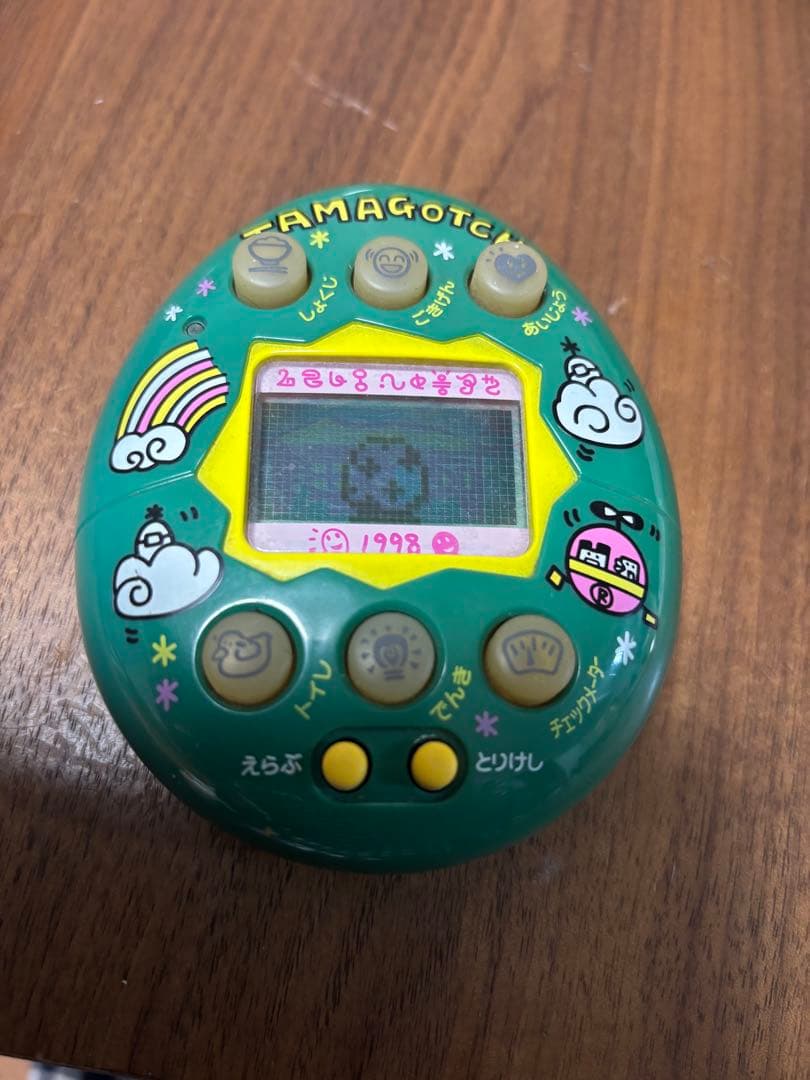 TAMAGOTCH
しょくじ
ごきげん
あいじょう
1998
R
トイレ
でんき
チェックメーター
えらぶ
とりけし